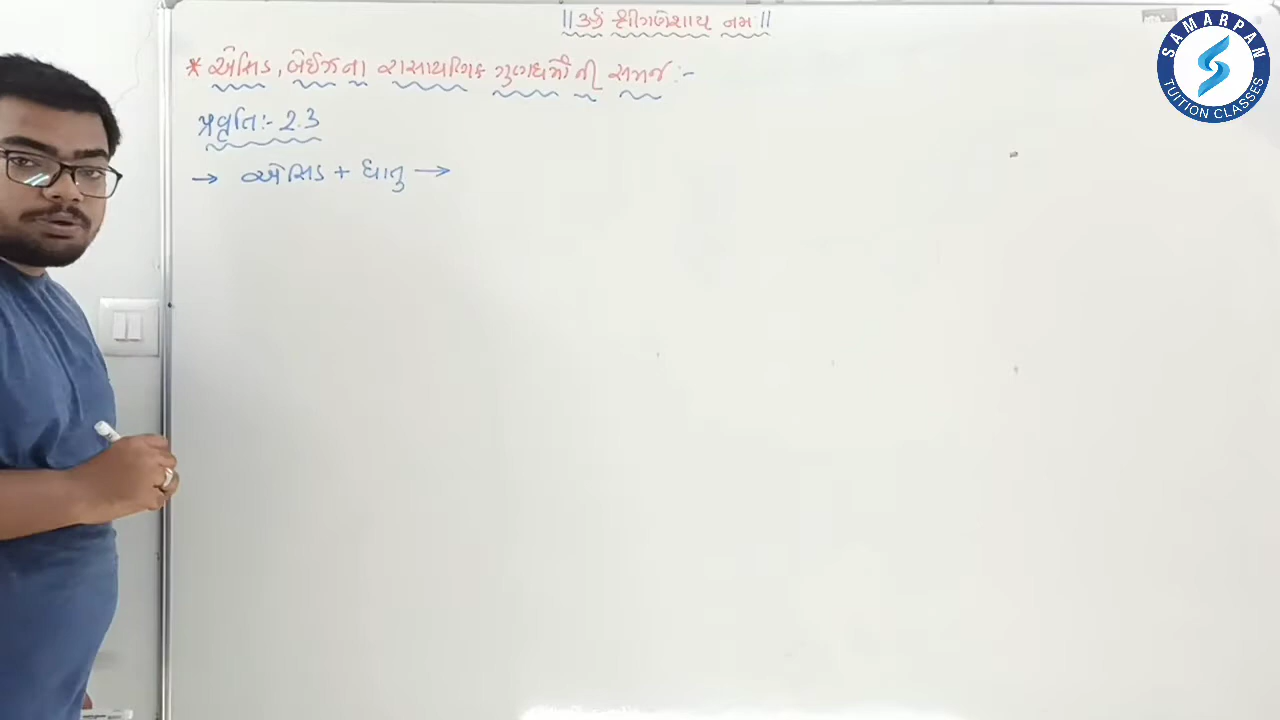 ||ૐ શ્રી ગણેશાય નમ||
* એસિડ, બેઈઝના રાસાયણિક ગુણધર્મો ની સમજ :-
પ્રવૃતિ :- 2.3
→ એસિડ + ધાતુ →
SAMARPAN
TUITION CLASSES